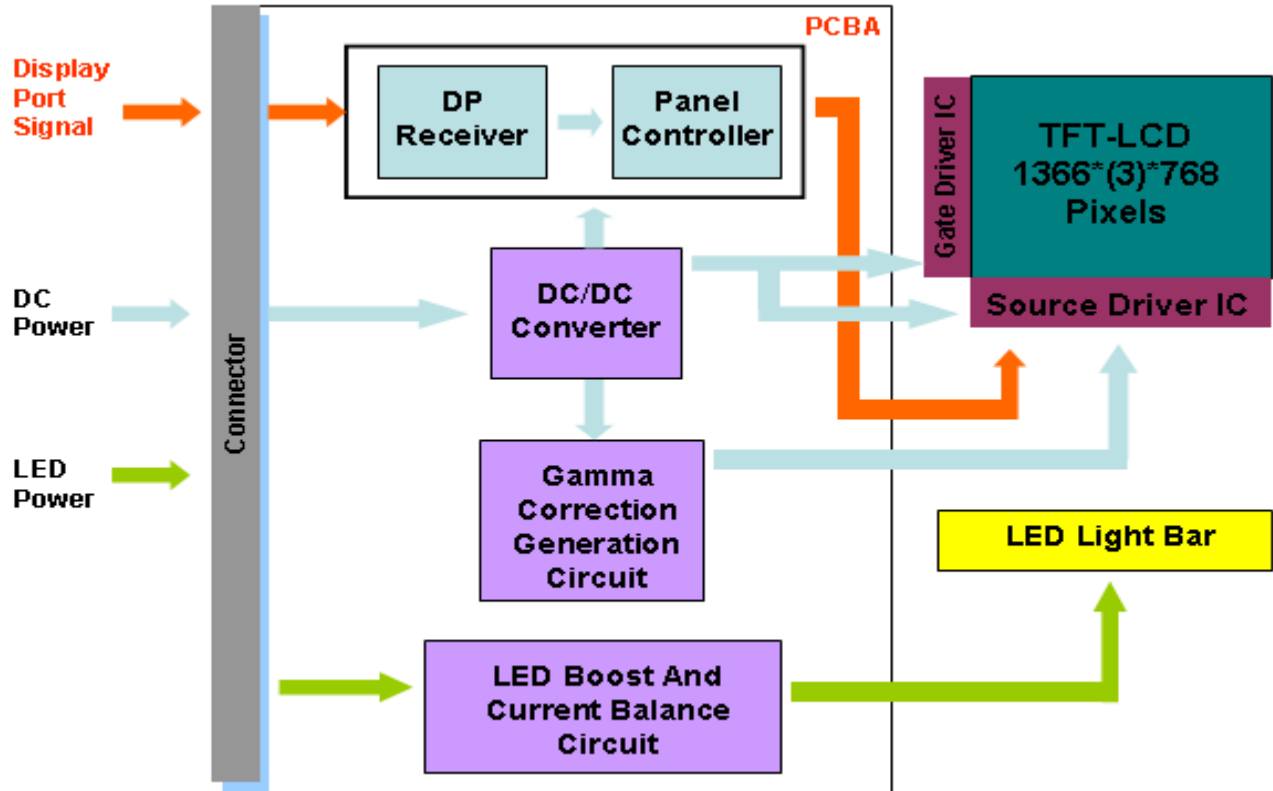 PCBA
Display
Port
Signal
DP
Receiver
Panel
Controller
Gate Driver IC
TFT-LCD
1366*(3)*768
Pixels
Source Driver IC
DC
Power
DC/DC
Converter
Connector
LED
Power
Gamma
Correction
Generation
Circuit
LED Light Bar
LED Boost And
Current Balance
Circuit